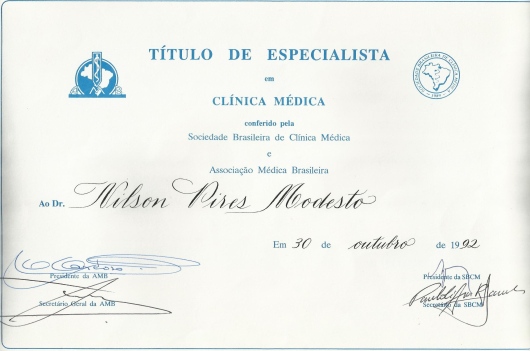 TÍTULO DE ESPECIALISTA
em
CLÍNICA MÉDICA
conferido pela
Sociedade Brasileira de Clínica Médica
e
Associação Médica Brasileira
Ao Dr. Nilson Pires Modesto
Em 30 de outubro de 1992
Presidente da AMB
Secretário Geral da AMB
Presidente da SBCM
Secretário da SBCM